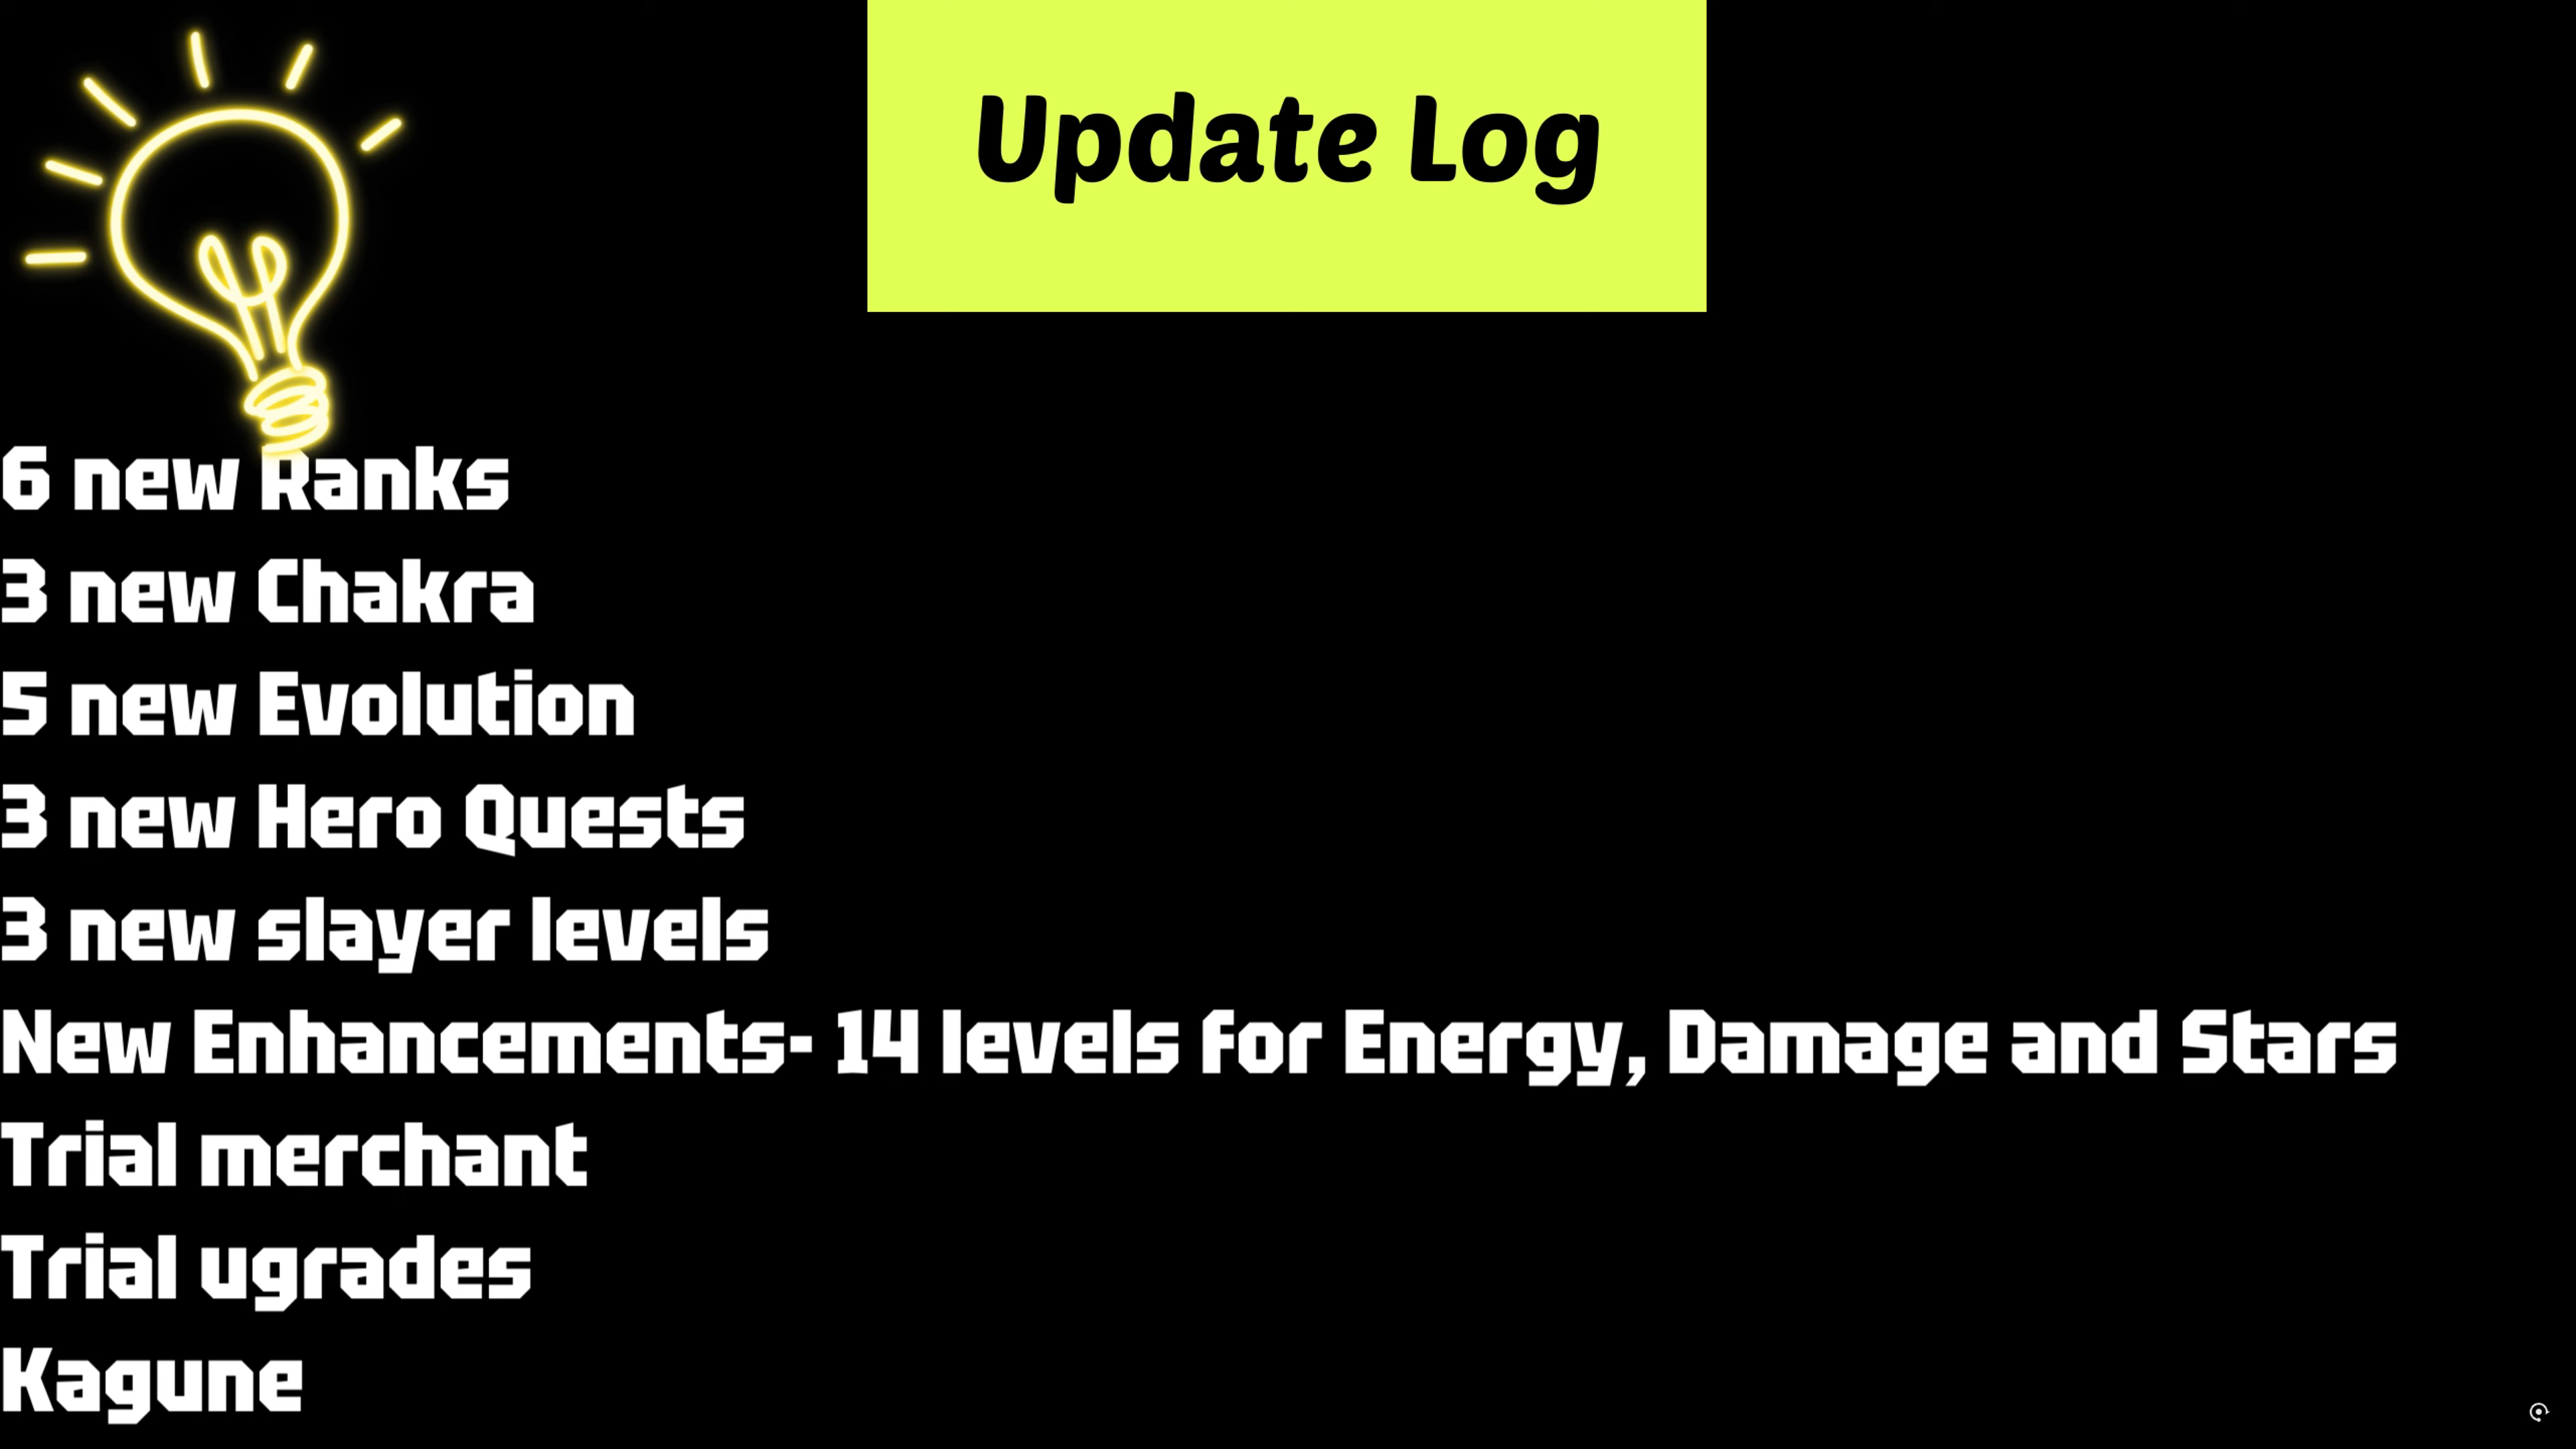 Update Log
6 new Ranks
3 new Chakra
5 new Evolution
3 new Hero Quests
3 new slayer levels
New Enhancements- 14 levels for Energy, Damage and Stars
Trial merchant
Trial ugrades
Kagune